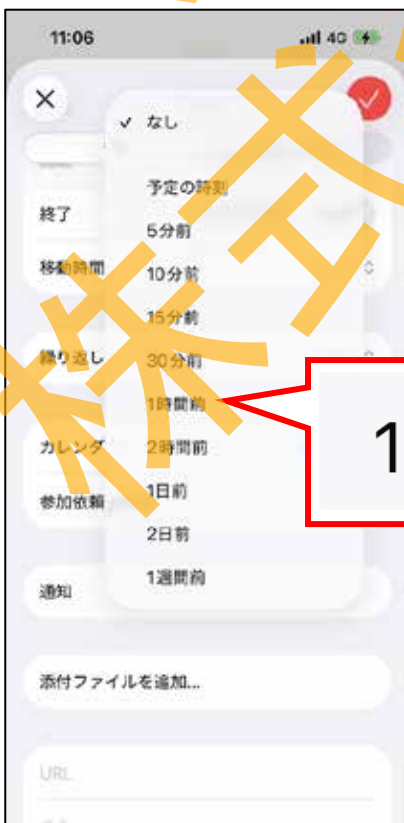 11:06
4G
なし
予定の時刻
終了
5分前
移動時間
10分前
15分前
繰り返し
30分前
1時間前
1
カレンダ
2時間前
参加依頼
1日前
2日前
通知
1週間前
添付ファイルを追加...
URL
株式